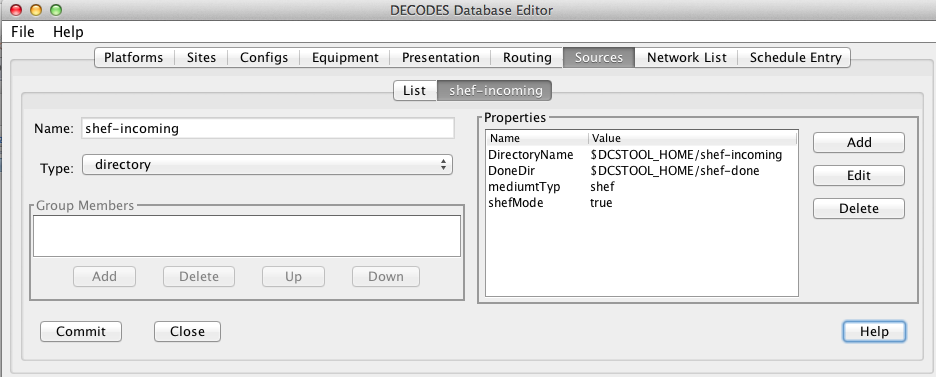 DECODES Database Editor
File Help
Platforms Sites Configs Equipment Presentation Routing Sources Network List Schedule Entry
List shef-incoming
Name: shef-incoming
Type: directory
Group Members
Add Delete Up Down
Properties
Name Value
DirectoryName $DCSTOOL_HOME/shef-incoming
DoneDir $DCSTOOL_HOME/shef-done
mediumtTyp shef
shefMode true
Add
Edit
Delete
Commit Close Help